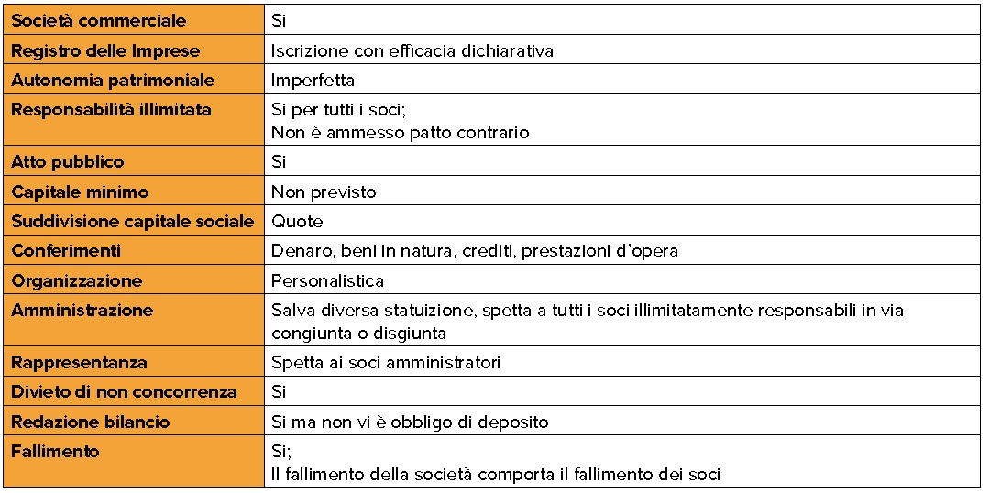 Società commerciale Si
Registro delle Imprese Iscrizione con efficacia dichiarativa
Autonomia patrimoniale Imperfetta
Responsabilità illimitata Si per tutti i soci;
Non è ammesso patto contrario
Atto pubblico Si
Capitale minimo Non previsto
Suddivisione capitale sociale Quote
Conferimenti Denaro, beni in natura, crediti, prestazioni d'opera
Organizzazione Personalistica
Amministrazione Salva diversa statuizione, spetta a tutti i soci illimitatamente responsabili in via
congiunta o disgiunta
Rappresentanza Spetta ai soci amministratori
Divieto di non concorrenza Si
Redazione bilancio Si ma non vi è obbligo di deposito
Fallimento Si;
Il fallimento della società comporta il fallimento dei soci